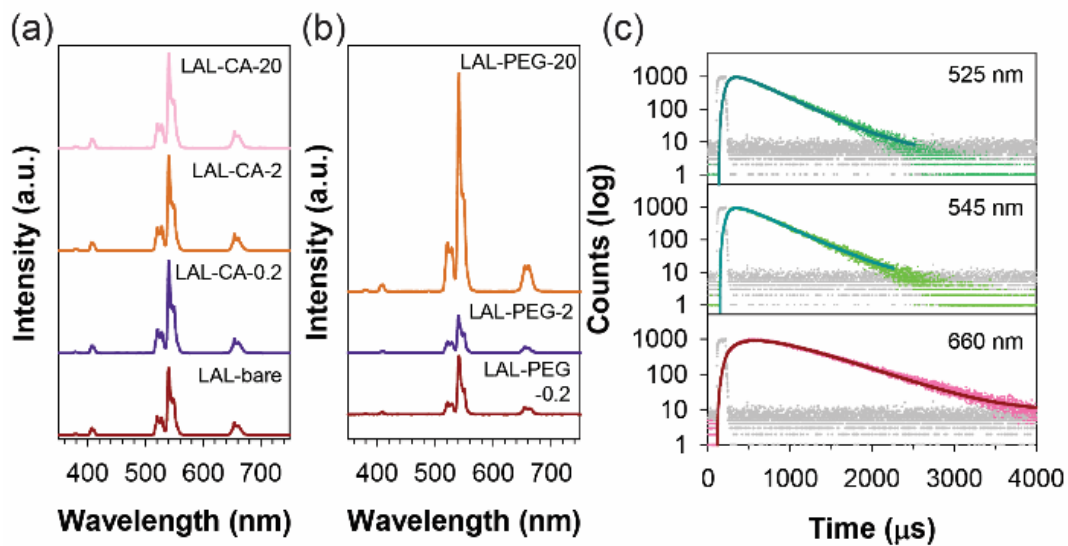 (a)
Intensity (a.u.)
LAL-CA-20
LAL-CA-2
LAL-CA-0.2
LAL-bare
400 500 600 700
Wavelength (nm)
(b)
Intensity (a.u.)
LAL-PEG-20
LAL-PEG-2
LAL-PEG
-0.2
400 500 600 700
Wavelength (nm)
(c)
Counts (log)
1000
100
10
1
525 nm
1000
100
10
1
545 nm
1000
100
10
1
660 nm
0 1000 2000 3000 4000
Time (μs)